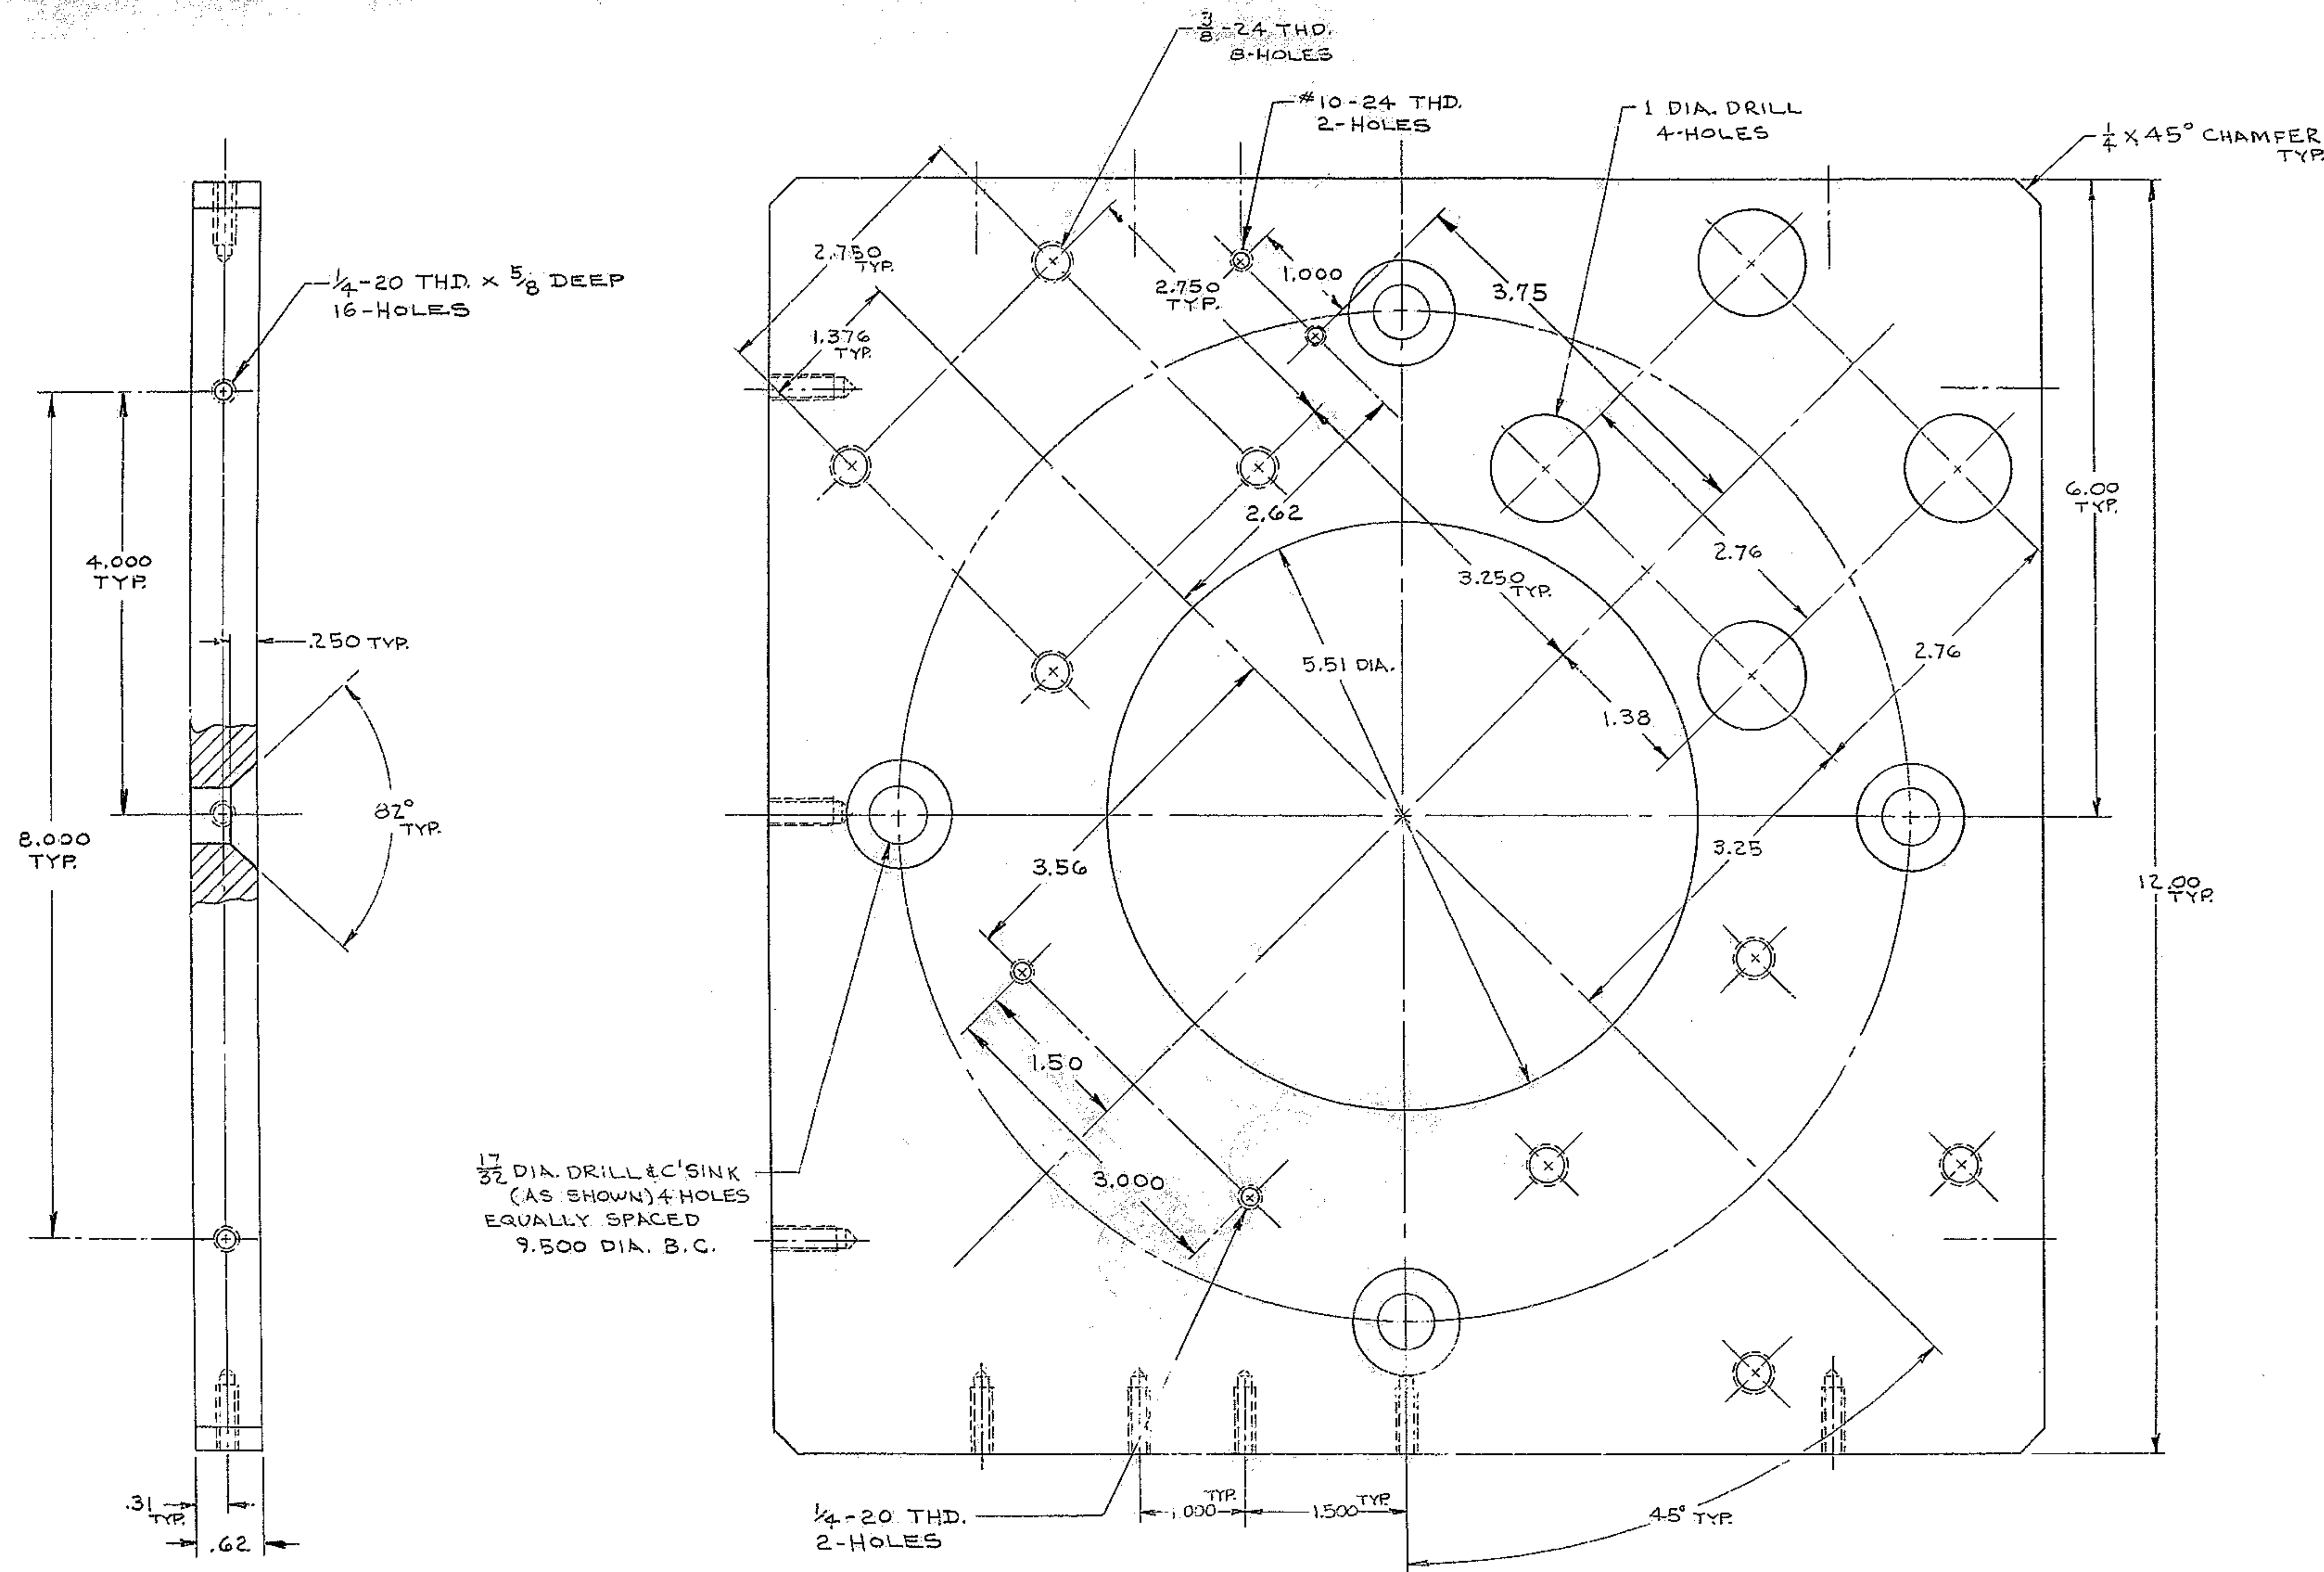 3/8-24 THD.
8-HOLES
#10-24 THD.
2-HOLES
1 DIA. DRILL
4-HOLES
1/4 X 45° CHAMFER
TYP.
1/4-20 THD. x 5/8 DEEP
16-HOLES
2.750
TYP.
1.376
TYP.
2.750
TYP.
1.000
3.75
6.00
TYP.
2.62
2.76
4.000
TYP.
3.250
TYP.
.250 TYP.
5.51 DIA.
2.76
1.38
82°
TYP.
8.000
TYP.
3.56
3.25
12.00
TYP.
1.50
3.000
17/32 DIA. DRILL & C'SINK
(AS SHOWN) 4 HOLES
EQUALLY SPACED
9.500 DIA. B.C.
.31
TYP.
.62
1/4-20 THD.
2-HOLES
TYP.
1.000
1.500 TYP.
45° TYP.